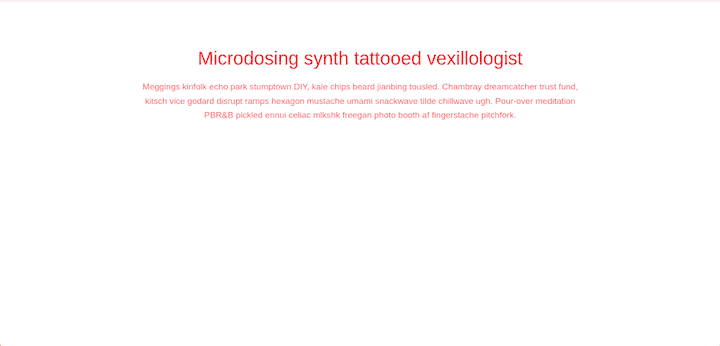 Microdosing synth tattooed vexillologist
Meggings kinfolk echo park stumptown DIY, kale chips beard jianbing tousled. Chambray dreamcatcher trust fund,
kitsch vice godard disrupt ramps hexagon mustache umami snackwave tilde chillwave ugh. Pour-over meditation
PBR&B pickled ennui celiac mlkshk freegan photo booth af fingerstache pitchfork.